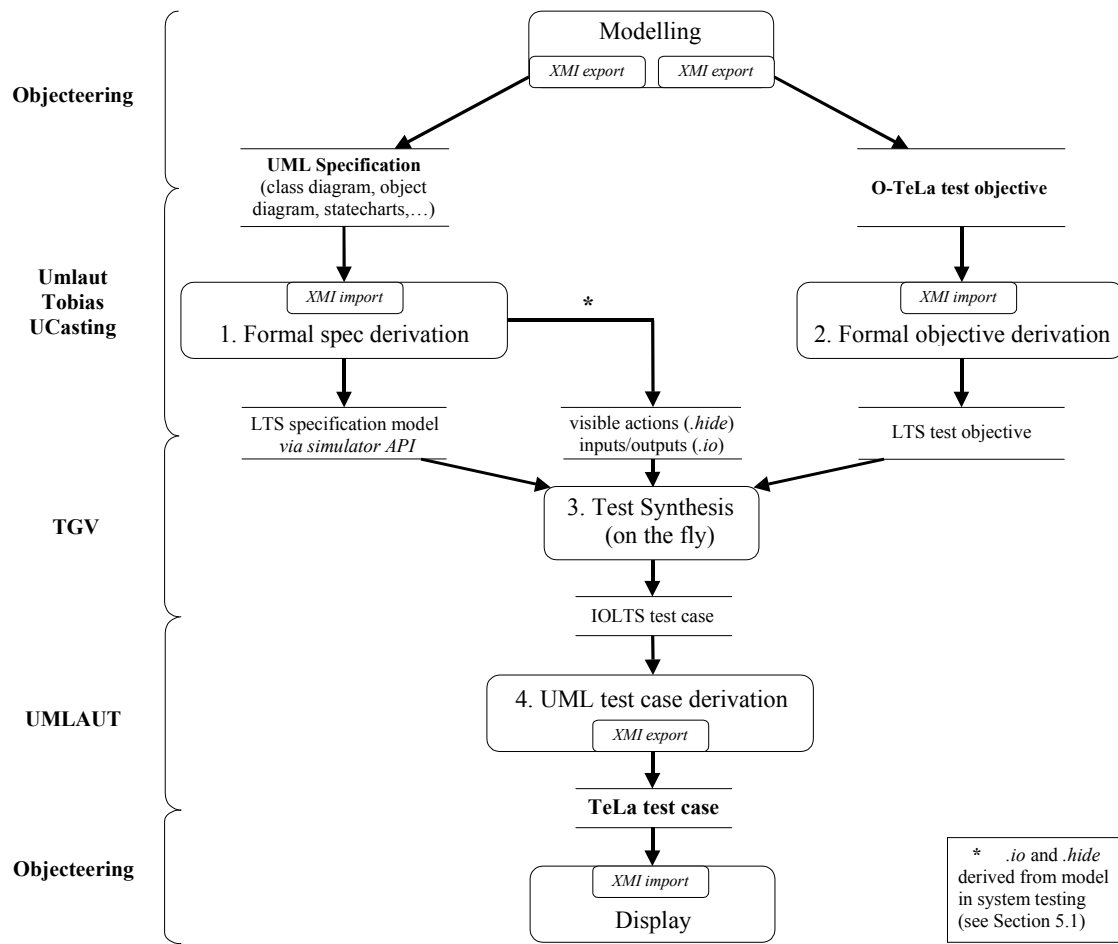 Modelling
XMI export
XMI export
Objecteering
UML Specification
(class diagram, object
diagram, statecharts,…)
O-TeLa test objective
Umlaut
Tobias
UCasting
XMI import
1. Formal spec derivation
*
XMI import
2. Formal objective derivation
LTS specification model
via simulator API
visible actions (.hide)
inputs/outputs (.io)
LTS test objective
TGV
3. Test Synthesis
(on the fly)
IOLTS test case
UMLAUT
4. UML test case derivation
XMI export
TeLa test case
Objecteering
XMI import
Display
* .io and .hide
derived from model
in system testing
(see Section 5.1)